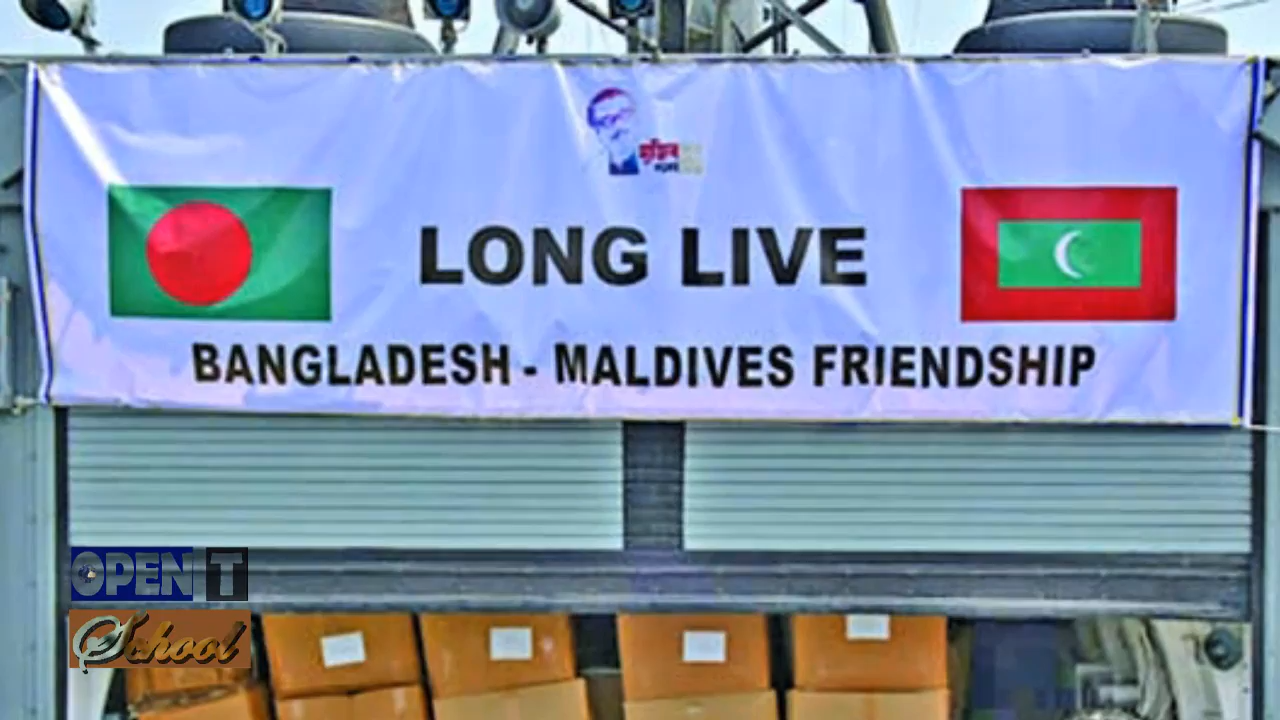 মুজিব
LONG LIVE
BANGLADESH - MALDIVES FRIENDSHIP
OPEN T
School